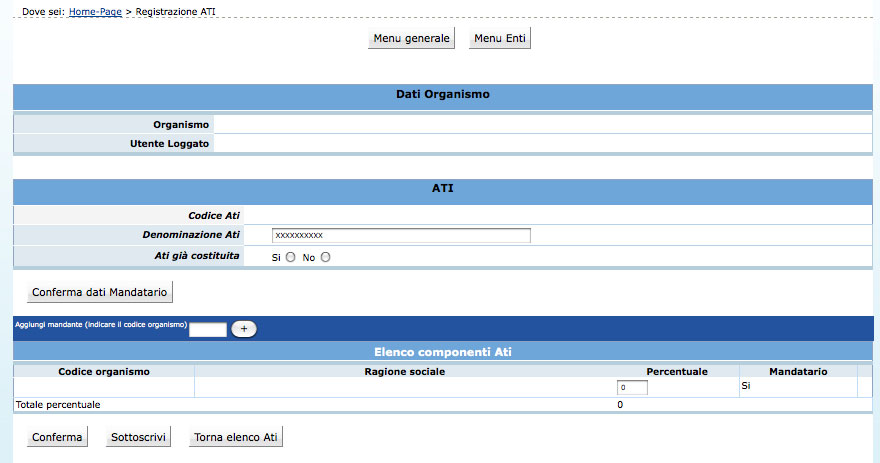 Dove sei: Home-Page > Registrazione ATI
Menu generale Menu Enti
Dati Organismo
Organismo
Utente Loggato
ATI
Codice Ati
Denominazione Ati xxxxxxxxxx
Ati già costituita Si No
Conferma dati Mandatario
Aggiungi mandante (indicare il codice organismo) +
Elenco componenti Ati
Codice organismo Ragione sociale Percentuale Mandatario
0 Si
Totale percentuale 0
Conferma Sottoscrivi Torna elenco Ati